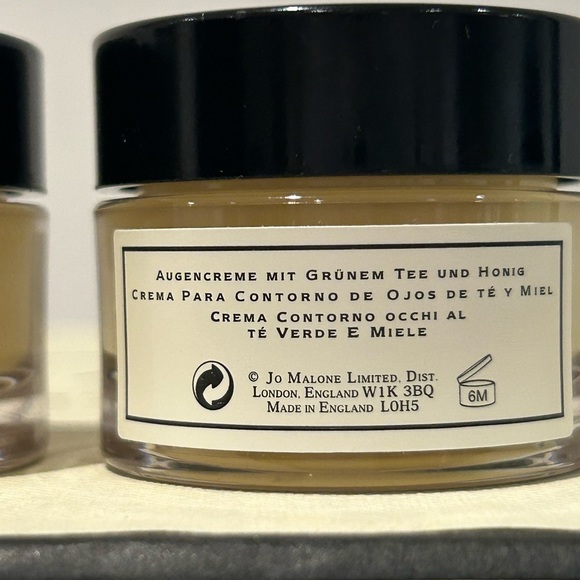 Augencreme mit Grünem Tee und Honig
Crema Para Contorno de Ojos de té y Miel
Crema Contorno occhi al
té Verde E Miele
© Jo Malone Limited, Dist.
London, England W1K 3BQ
Made in England L0H5
6M